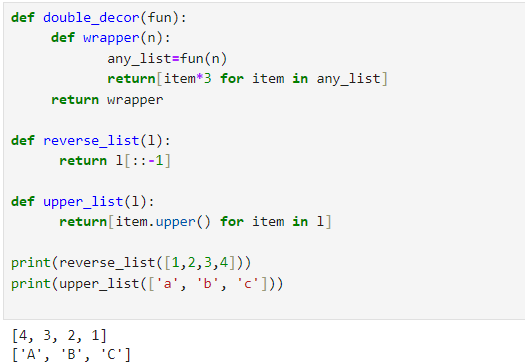 def double_decor(fun):
     def wrapper(n):
            any_list=fun(n)
            return[item*3 for item in any_list]
     return wrapper

def reverse_list(l):
      return l[::-1]

def upper_list(l):
      return[item.upper() for item in l]

print(reverse_list([1,2,3,4]))
print(upper_list(['a', 'b', 'c']))

[4, 3, 2, 1]
['A', 'B', 'C']